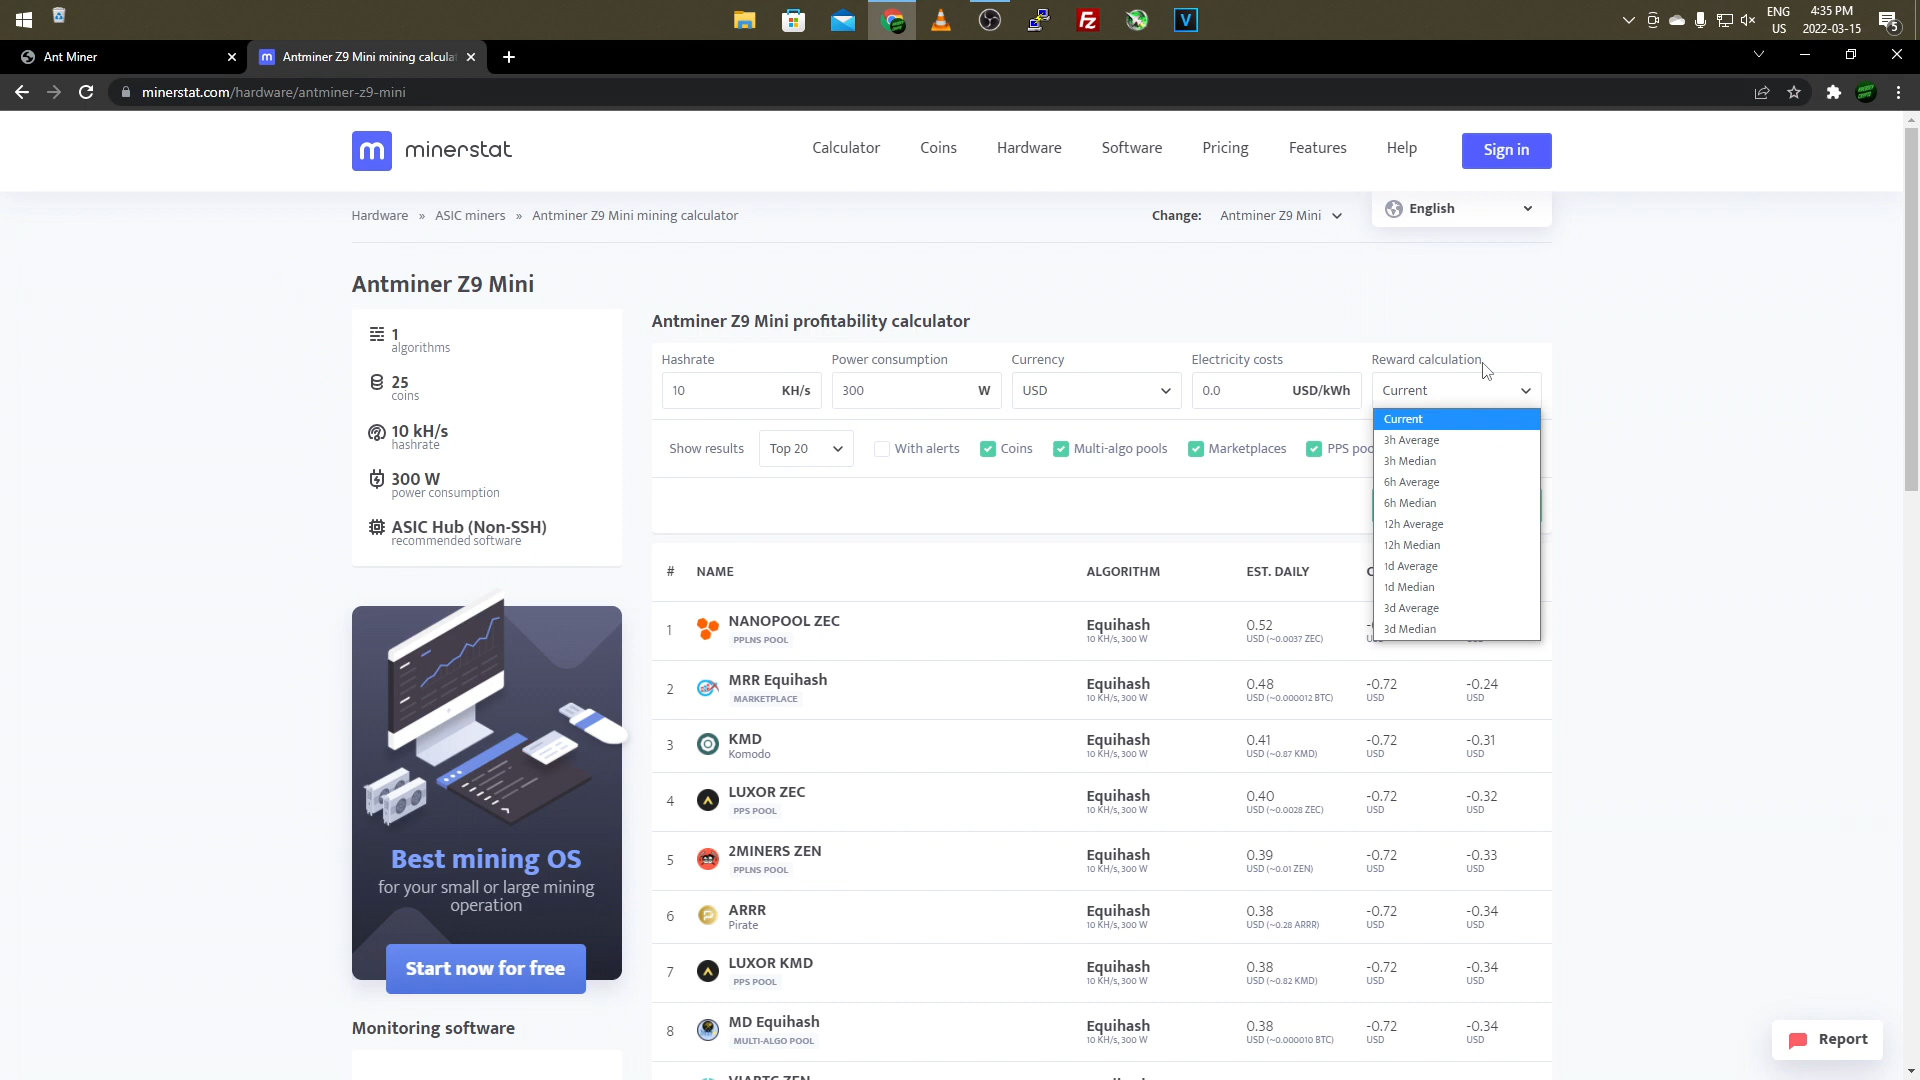 ENG
US
4:35 PM
2022-03-15
5
Ant Miner
Antminer Z9 Mini mining calcula
minerstat.com/hardware/antminer-z9-mini
m minerstat
Calculator Coins Hardware Software Pricing Features Help Sign in
Hardware » ASIC miners » Antminer Z9 Mini mining calculator
Change: Antminer Z9 Mini
English
Antminer Z9 Mini
1
algorithms
25
coins
10 kH/s
hashrate
300 W
power consumption
ASIC Hub (Non-SSH)
recommended software
Best mining OS
for your small or large mining
operation
Start now for free
Monitoring software
Antminer Z9 Mini profitability calculator
Hashrate Power consumption Currency Electricity costs Reward calculation
10 KH/s 300 W USD 0.0 USD/kWh Current
Show results Top 20 With alerts Coins Multi-algo pools Marketplaces PPS poo
Current
3h Average
3h Median
6h Average
6h Median
12h Average
12h Median
1d Average
1d Median
3d Average
3d Median
# NAME ALGORITHM EST. DAILY
1 NANOPOOL ZEC Equihash 0.52
PPLNS POOL 10 KH/s, 300 W USD (~0.0037 ZEC)
2 MRR Equihash Equihash 0.48 -0.72 -0.24
MARKETPLACE 10 KH/s, 300 W USD (~0.000012 BTC) USD USD
3 KMD Equihash 0.41 -0.72 -0.31
Komodo 10 KH/s, 300 W USD (~0.87 KMD) USD USD
4 LUXOR ZEC Equihash 0.40 -0.72 -0.32
PPS POOL 10 KH/s, 300 W USD (~0.0028 ZEC) USD USD
5 2MINERS ZEN Equihash 0.39 -0.72 -0.33
PPLNS POOL 10 KH/s, 300 W USD (~0.01 ZEN) USD USD
6 ARRR Equihash 0.38 -0.72 -0.34
Pirate 10 KH/s, 300 W USD (~0.28 ARRR) USD USD
7 LUXOR KMD Equihash 0.38 -0.72 -0.34
PPS POOL 10 KH/s, 300 W USD (~0.82 KMD) USD USD
8 MD Equihash Equihash 0.38 -0.72 -0.34
MULTI-ALGO POOL 10 KH/s, 300 W USD (~0.000010 BTC) USD USD
Report